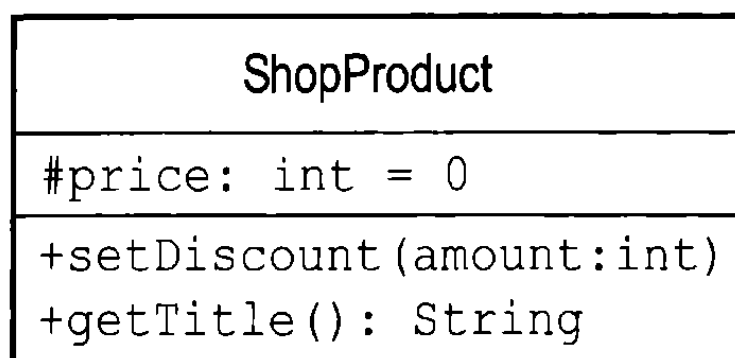 ShopProduct
#price: int = 0
+setDiscount(amount:int)
+getTitle(): String